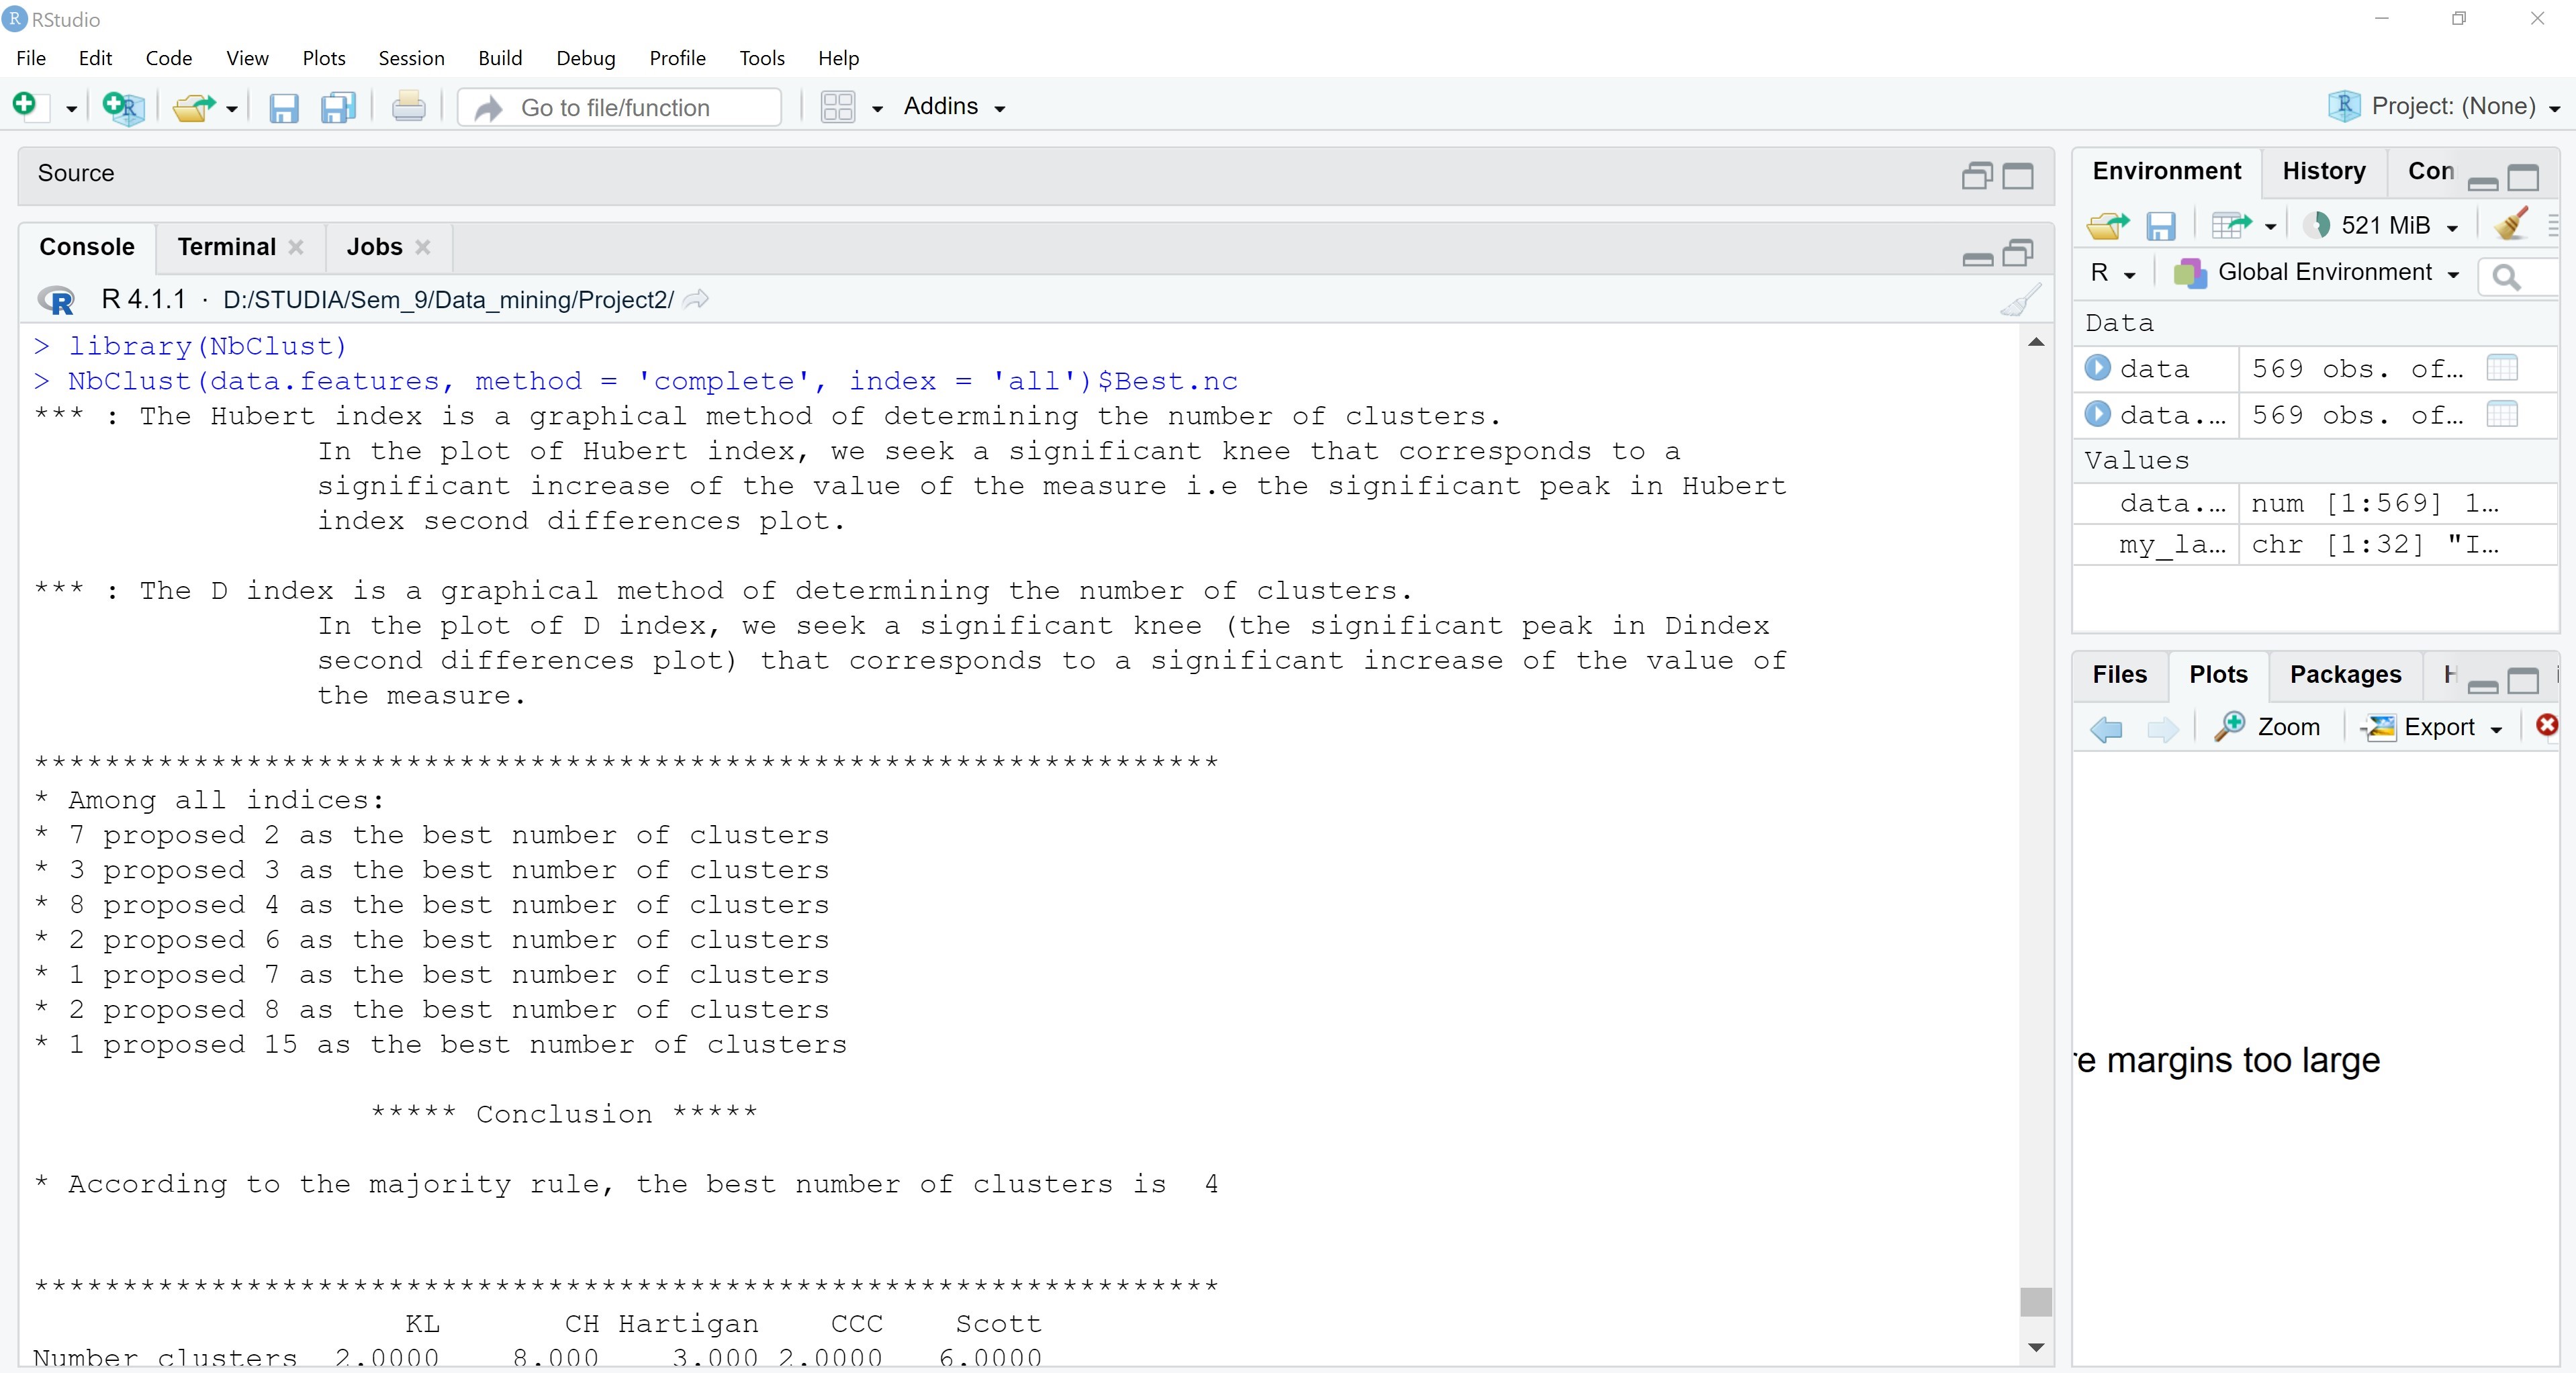 RStudio
File Edit Code View Plots Session Build Debug Profile Tools Help
Go to file/function Addins Project: (None)
Source
Console Terminal Jobs
R 4.1.1 · D:/STUDIA/Sem_9/Data_mining/Project2/
> library(NbClust)
> NbClust(data.features, method = 'complete', index = 'all')$Best.nc
*** : The Hubert index is a graphical method of determining the number of clusters.
In the plot of Hubert index, we seek a significant knee that corresponds to a
significant increase of the value of the measure i.e the significant peak in Hubert
index second differences plot.
*** : The D index is a graphical method of determining the number of clusters.
In the plot of D index, we seek a significant knee (the significant peak in Dindex
second differences plot) that corresponds to a significant increase of the value of
the measure.
*******************************************************************
* Among all indices:
* 7 proposed 2 as the best number of clusters
* 3 proposed 3 as the best number of clusters
* 8 proposed 4 as the best number of clusters
* 2 proposed 6 as the best number of clusters
* 1 proposed 7 as the best number of clusters
* 2 proposed 8 as the best number of clusters
* 1 proposed 15 as the best number of clusters
***** Conclusion *****
* According to the majority rule, the best number of clusters is 4
*******************************************************************
KL CH Hartigan CCC Scott
Number clusters 2.0000 8.000 3.000 2.0000 6.0000
Environment History Con
521 MiB
R Global Environment
Data
data 569 obs. of…
data.… 569 obs. of…
Values
data.… num [1:569] 1…
my_la… chr [1:32] "I…
Files Plots Packages H
Zoom Export
re margins too large